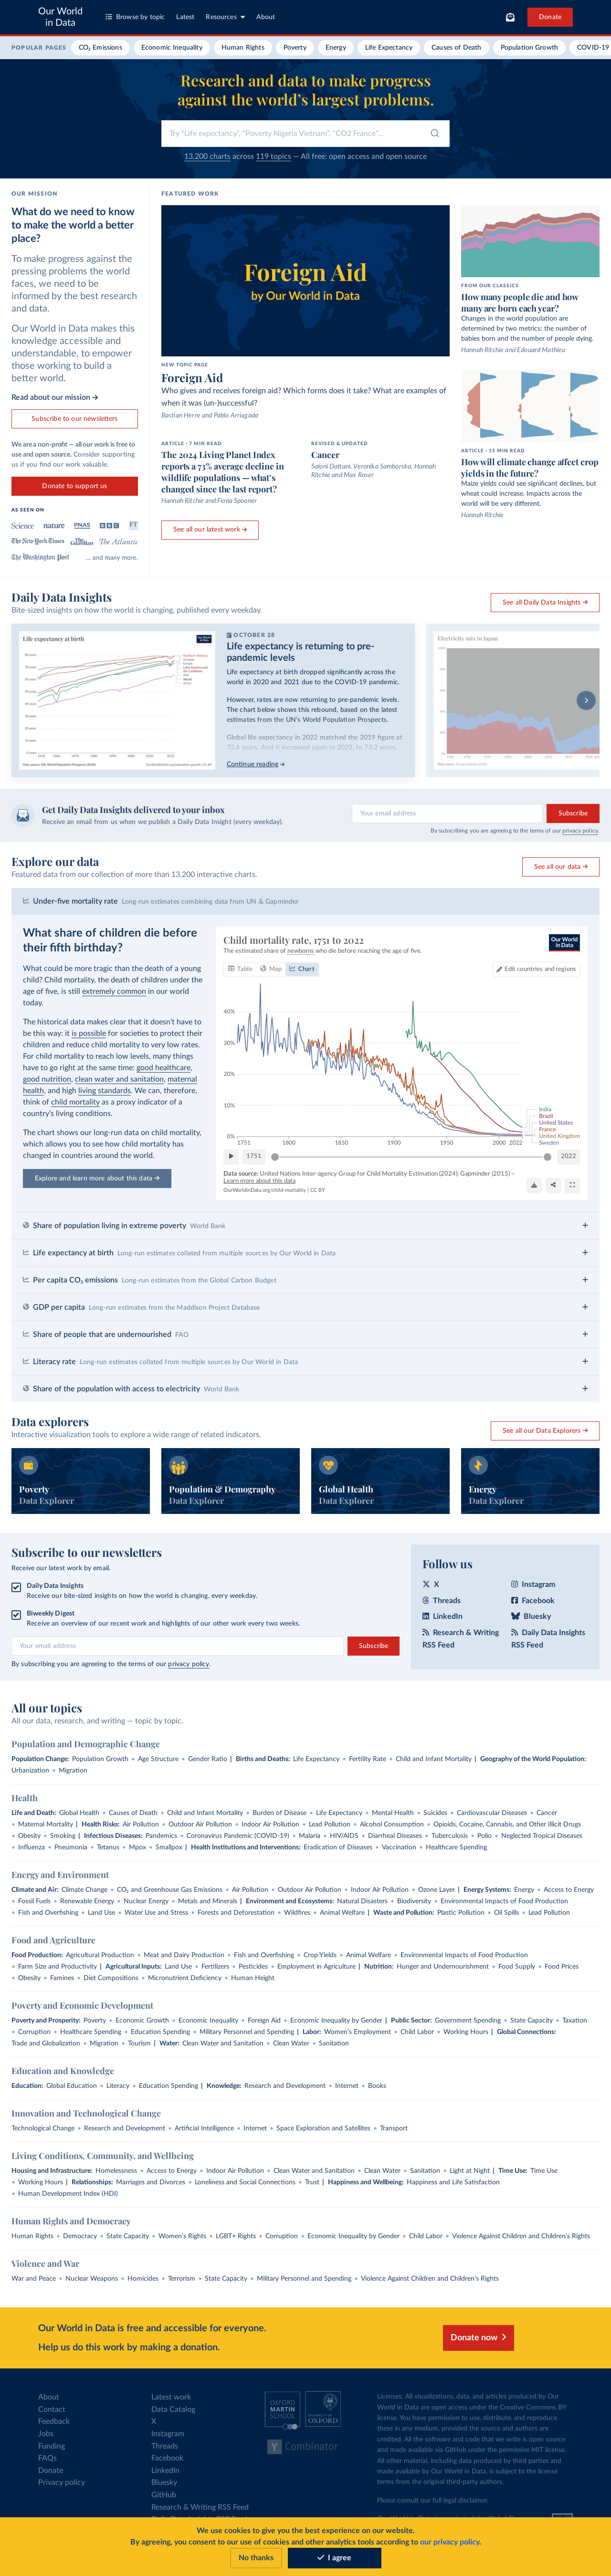 Our World
in Data
Browse by topic
Latest
Resources
About
Donate
POPULAR PAGES
CO₂ Emissions
Economic Inequality
Human Rights
Poverty
Energy
Life Expectancy
Causes of Death
Population Growth
COVID-19
Research and data to make progress
against the world's largest problems.
Try "Life expectancy", "Poverty Nigeria Vietnam", "CO2 France"...
13,200 charts across 119 topics — All free: open access and open source
OUR MISSION
What do we need to know
to make the world a better
place?
To make progress against the
pressing problems the world
faces, we need to be
informed by the best research
and data.
Our World in Data makes this
knowledge accessible and
understandable, to empower
those working to build a
better world.
Read about our mission →
Subscribe to our newsletters
We are a non-profit — all our work is free to
use and open source. Consider supporting
us if you find our work valuable.
Donate to support us
AS SEEN ON
Science
nature
PNAS
BBC
FT
The New York Times
The Guardian
The Atlantic
The Washington Post
... and many more.
FEATURED WORK
Foreign Aid
by Our World in Data
NEW TOPIC PAGE
Foreign Aid
Who gives and receives foreign aid? Which forms does it take? What are examples of
when it was (un-)successful?
Bastian Herre and Pablo Arriagada
ARTICLE · 7 MIN READ
The 2024 Living Planet Index
reports a 73% average decline in
wildlife populations — what's
changed since the last report?
Hannah Ritchie and Fiona Spooner
REVISED & UPDATED
Cancer
Saloni Dattani, Veronika Samborska, Hannah
Ritchie and Max Roser
See all our latest work →
FROM OUR CLASSICS
How many people die and how
many are born each year?
Changes in the world population are
determined by two metrics: the number of
babies born and the number of people dying.
Hannah Ritchie and Edouard Mathieu
ARTICLE · 15 MIN READ
How will climate change affect crop
yields in the future?
Maize yields could see significant declines, but
wheat could increase. Impacts across the
world will be very different.
Hannah Ritchie
Daily Data Insights
Bite-sized insights on how the world is changing, published every weekday.
See all Daily Data Insights →
Life expectancy at birth
OCTOBER 28
Life expectancy is returning to pre-
pandemic levels
Life expectancy at birth dropped significantly across the
world in 2020 and 2021 due to the COVID-19 pandemic.
However, rates are now returning to pre-pandemic levels.
The chart below shows this rebound, based on the latest
estimates from the UN's World Population Prospects.
Global life expectancy in 2022 matched the 2019 figure at
72.6 years. And it increased again in 2023, to 73.2 years.
Continue reading →
Electricity mix in Japan
Get Daily Data Insights delivered to your inbox
Receive an email from us when we publish a Daily Data Insight (every weekday).
Your email address
Subscribe
By subscribing you are agreeing to the terms of our privacy policy.
Explore our data
Featured data from our collection of more than 13,200 interactive charts.
See all our data →
Under-five mortality rate Long-run estimates combining data from UN & Gapminder
What share of children die before
their fifth birthday?
What could be more tragic than the death of a young
child? Child mortality, the death of children under the
age of five, is still extremely common in our world
today.
The historical data makes clear that it doesn't have to
be this way: it is possible for societies to protect their
children and reduce child mortality to very low rates.
For child mortality to reach low levels, many things
have to go right at the same time: good healthcare,
good nutrition, clean water and sanitation, maternal
health, and high living standards. We can, therefore,
think of child mortality as a proxy indicator of a
country's living conditions.
The chart shows our long-run data on child mortality,
which allows you to see how child mortality has
changed in countries around the world.
Explore and learn more about this data →
Child mortality rate, 1751 to 2022
The estimated share of newborns who die before reaching the age of five.
Our World
in Data
Table
Map
Chart
Edit countries and regions
40%
30%
20%
10%
0%
1751
1800
1850
1900
1950
2000
2022
India
Brazil
United States
France
United Kingdom
Sweden
1751
2022
Data source: United Nations Inter-agency Group for Child Mortality Estimation (2024); Gapminder (2015) –
Learn more about this data
OurWorldinData.org/child-mortality | CC BY
Share of population living in extreme poverty World Bank
Life expectancy at birth Long-run estimates collated from multiple sources by Our World in Data
Per capita CO₂ emissions Long-run estimates from the Global Carbon Budget
GDP per capita Long-run estimates from the Maddison Project Database
Share of people that are undernourished FAO
Literacy rate Long-run estimates collated from multiple sources by Our World in Data
Share of the population with access to electricity World Bank
Data explorers
Interactive visualization tools to explore a wide range of related indicators.
See all our Data Explorers →
Poverty
Data Explorer
Population & Demography
Data Explorer
Global Health
Data Explorer
Energy
Data Explorer
Subscribe to our newsletters
Receive our latest work by email.
Daily Data Insights
Receive our bite-sized insights on how the world is changing, every weekday.
Biweekly Digest
Receive an overview of our recent work and highlights of our other work every two weeks.
Your email address
Subscribe
By subscribing you are agreeing to the terms of our privacy policy.
Follow us
X
Instagram
Threads
Facebook
LinkedIn
Bluesky
Research & Writing
RSS Feed
Daily Data Insights
RSS Feed
All our topics
All our data, research, and writing — topic by topic.
Population and Demographic Change
Population Change: Population Growth • Age Structure • Gender Ratio | Births and Deaths: Life Expectancy • Fertility Rate • Child and Infant Mortality | Geography of the World Population:
Urbanization • Migration
Health
Life and Death: Global Health • Causes of Death • Child and Infant Mortality • Burden of Disease • Life Expectancy • Mental Health • Suicides • Cardiovascular Diseases • Cancer
• Maternal Mortality | Health Risks: Air Pollution • Outdoor Air Pollution • Indoor Air Pollution • Lead Pollution • Alcohol Consumption • Opioids, Cocaine, Cannabis, and Other Illicit Drugs
• Obesity • Smoking | Infectious Diseases: Pandemics • Coronavirus Pandemic (COVID-19) • Malaria • HIV/AIDS • Diarrheal Diseases • Tuberculosis • Polio • Neglected Tropical Diseases
• Influenza • Pneumonia • Tetanus • Mpox • Smallpox | Health Institutions and Interventions: Eradication of Diseases • Vaccination • Healthcare Spending
Energy and Environment
Climate and Air: Climate Change • CO₂ and Greenhouse Gas Emissions • Air Pollution • Outdoor Air Pollution • Indoor Air Pollution • Ozone Layer | Energy Systems: Energy • Access to Energy
• Fossil Fuels • Renewable Energy • Nuclear Energy • Metals and Minerals | Environment and Ecosystems: Natural Disasters • Biodiversity • Environmental Impacts of Food Production
• Fish and Overfishing • Land Use • Water Use and Stress • Forests and Deforestation • Wildfires • Animal Welfare | Waste and Pollution: Plastic Pollution • Oil Spills • Lead Pollution
Food and Agriculture
Food Production: Agricultural Production • Meat and Dairy Production • Fish and Overfishing • Crop Yields • Animal Welfare • Environmental Impacts of Food Production
• Farm Size and Productivity | Agricultural Inputs: Land Use • Fertilizers • Pesticides • Employment in Agriculture | Nutrition: Hunger and Undernourishment • Food Supply • Food Prices
• Obesity • Famines • Diet Compositions • Micronutrient Deficiency • Human Height
Poverty and Economic Development
Poverty and Prosperity: Poverty • Economic Growth • Economic Inequality • Foreign Aid • Economic Inequality by Gender | Public Sector: Government Spending • State Capacity • Taxation
• Corruption • Healthcare Spending • Education Spending • Military Personnel and Spending | Labor: Women's Employment • Child Labor • Working Hours | Global Connections:
Trade and Globalization • Migration • Tourism | Water: Clean Water and Sanitation • Clean Water • Sanitation
Education and Knowledge
Education: Global Education • Literacy • Education Spending | Knowledge: Research and Development • Internet • Books
Innovation and Technological Change
Technological Change • Research and Development • Artificial Intelligence • Internet • Space Exploration and Satellites • Transport
Living Conditions, Community, and Wellbeing
Housing and Infrastructure: Homelessness • Access to Energy • Indoor Air Pollution • Clean Water and Sanitation • Clean Water • Sanitation • Light at Night | Time Use: Time Use
• Working Hours | Relationships: Marriages and Divorces • Loneliness and Social Connections • Trust | Happiness and Wellbeing: Happiness and Life Satisfaction
• Human Development Index (HDI)
Human Rights and Democracy
Human Rights • Democracy • State Capacity • Women's Rights • LGBT+ Rights • Corruption • Economic Inequality by Gender • Child Labor • Violence Against Children and Children's Rights
Violence and War
War and Peace • Nuclear Weapons • Homicides • Terrorism • State Capacity • Military Personnel and Spending • Violence Against Children and Children's Rights
Our World in Data is free and accessible for everyone.
Help us do this work by making a donation.
Donate now
About
Contact
Feedback
Jobs
Funding
FAQs
Donate
Privacy policy
Latest work
Data Catalog
X
Instagram
Threads
Facebook
LinkedIn
Bluesky
GitHub
Research & Writing RSS Feed
OXFORD
MARTIN
SCHOOL
UNIVERSITY OF
OXFORD
Y Combinator
Licenses: All visualizations, data, and articles produced by Our
World in Data are open access under the Creative Commons BY
license. You have permission to use, distribute, and reproduce
these in any medium, provided the source and authors are
credited. All the software and code that we write is open source
and made available via GitHub under the permissive MIT license.
All other material, including data produced by third parties and
made available by Our World in Data, is subject to the license
terms from the original third-party authors.
Please consult our full legal disclaimer.
We use cookies to give you the best experience on our website.
By agreeing, you consent to our use of cookies and other analytics tools according to our privacy policy.
No thanks
I agree